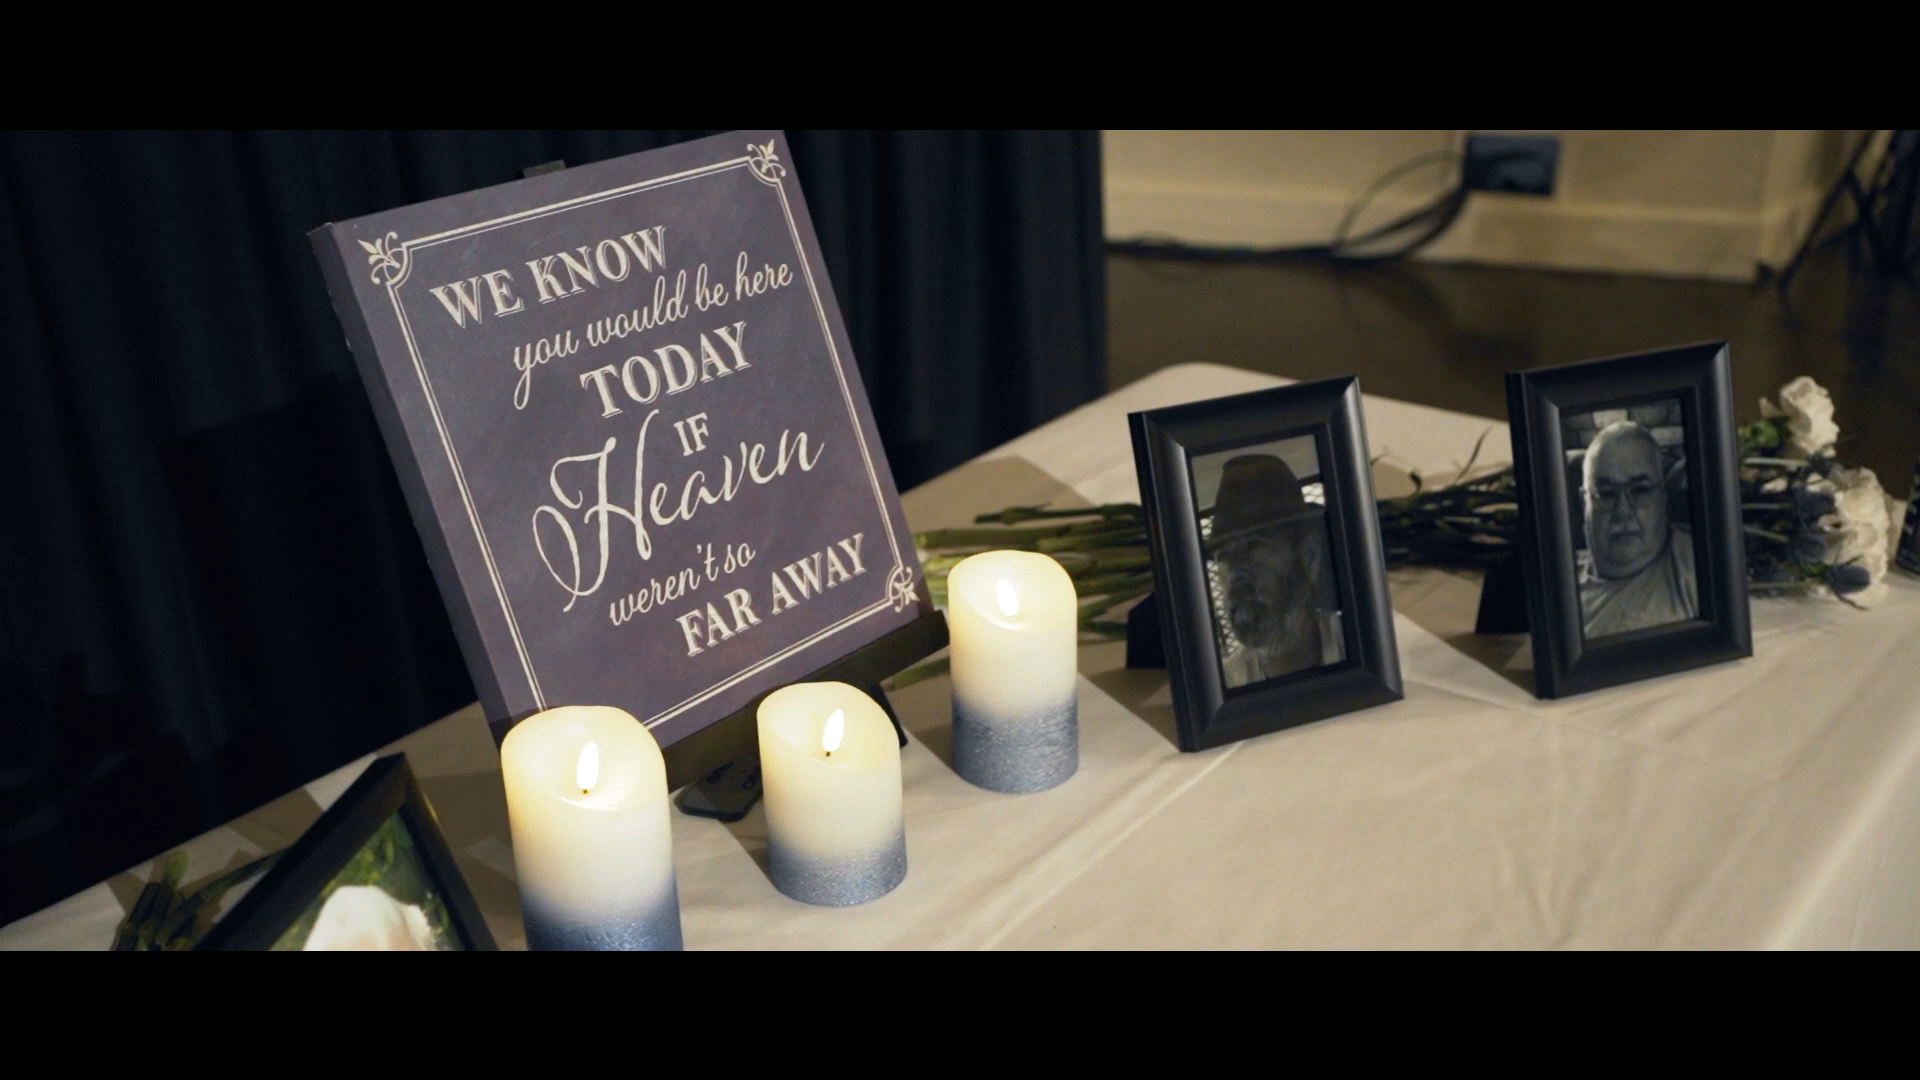 WE KNOW
you would be here
TODAY
IF
Heaven
weren't so
FAR AWAY